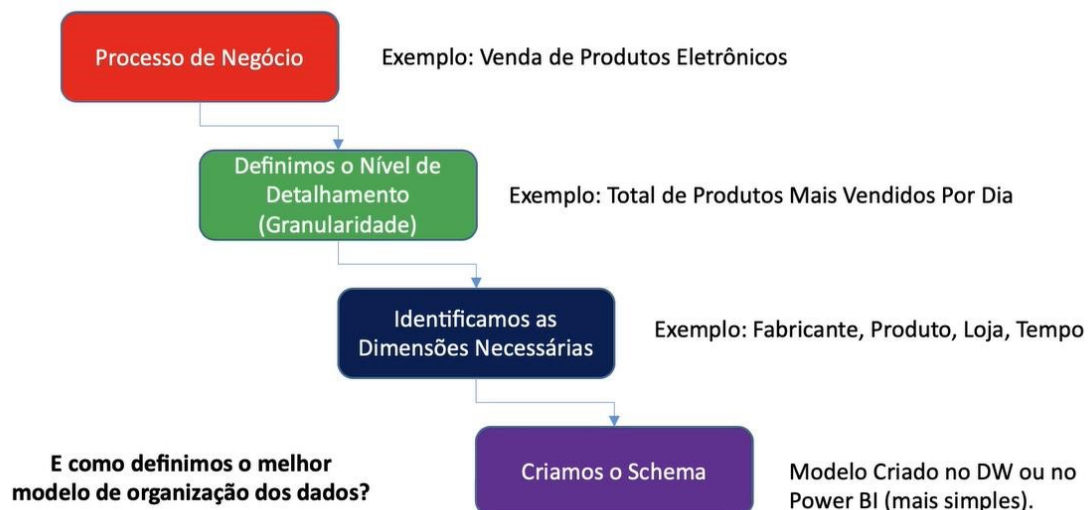 Processo de Negócio
Exemplo: Venda de Produtos Eletrônicos
Definimos o Nível de
Detalhamento
(Granularidade)
Exemplo: Total de Produtos Mais Vendidos Por Dia
Identificamos as
Dimensões Necessárias
Exemplo: Fabricante, Produto, Loja, Tempo
E como definimos o melhor
modelo de organização dos dados?
Criamos o Schema
Modelo Criado no DW ou no
Power BI (mais simples).